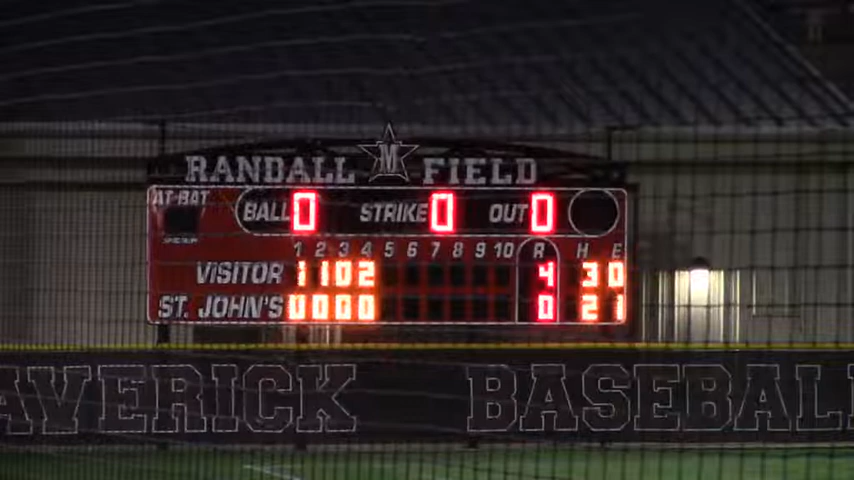 RANDALL M FIELD
AT-BAT
BALL 0 STRIKE 0 OUT 0
1 2 3 4 5 6 7 8 9 10 R H E
VISITOR 1 1 0 2 4 3 0
ST. JOHN'S 0 0 0 0 0 2 1
AVERICK BASEBAL